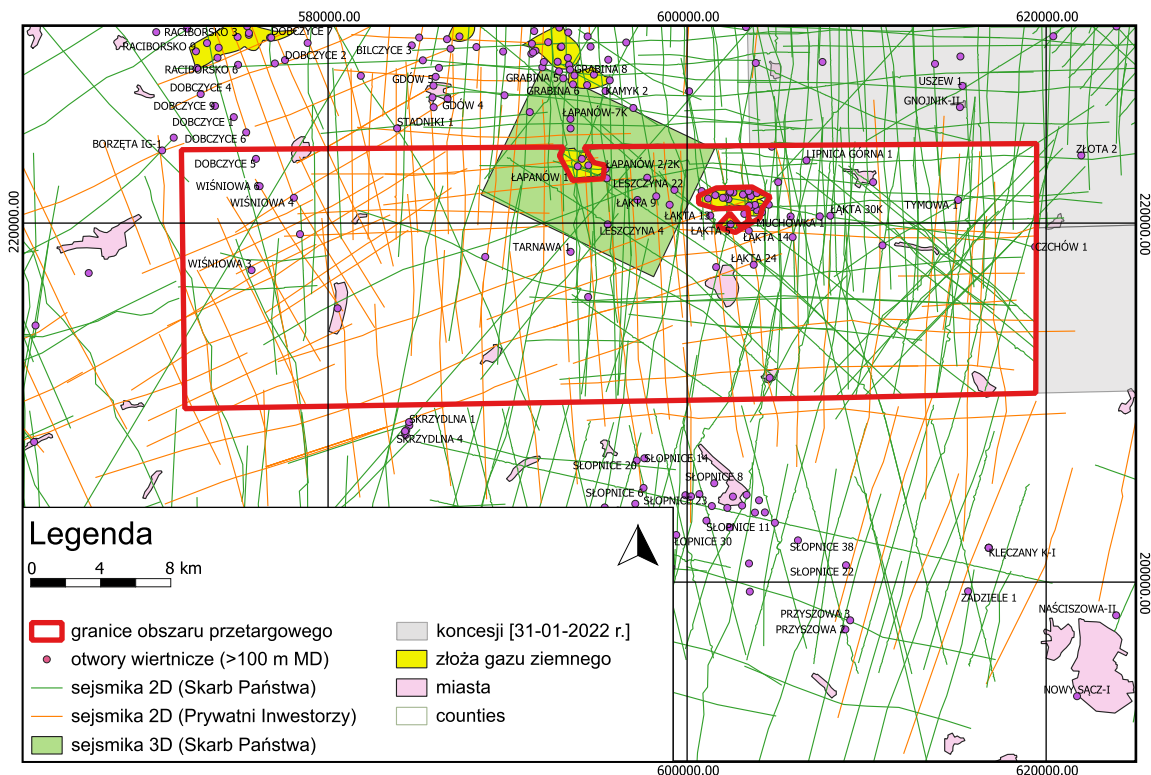 580000.00
600000.00
620000.00
RACIBORSKO 3
DOBCZYCE 7
RACIBORSKO 9
BILCZYCE 3
DOBCZYCE 2
RACIBORSKO 6
GRABINA 8
GDÓW 5
GRABINA 5
USZEW 1
DOBCZYCE 4
GRABINA 6
KAMYK 2
GNOJNIK-II
DOBCZYCE 9
GDÓW 4
ŁAPANÓW-7K
DOBCZYCE 1
STADNIKI 1
DOBCZYCE 6
BORZĘTA IG-1
ZŁOTA 2
LIPNICA GÓRNA 1
DOBCZYCE 5
ŁAPANÓW 2/2K
ŁAPANÓW 1
LESZCZYNA 22
WIŚNIOWA 6
WIŚNIOWA 4
ŁĄKTA 9
TYMOWA 1
ŁĄKTA 30K
ŁĄKTA 13
MUCHÓWKA 1
220000.00
220000.00
LESZCZYNA 4
ŁĄKTA 14
TARNAWA 1
CZCHÓW 1
ŁĄKTA 24
WIŚNIOWA 3
SKRZYDLNA 1
SKRZYDLNA 4
SŁOPNICE 14
SŁOPNICE 20
SŁOPNICE 8
SŁOPNICE 6
SŁOPNICE 23
SŁOPNICE 11
ŁOPNICE 30
SŁOPNICE 38
KLĘCZANY K-I
SŁOPNICE 22
200000.00
ZADZIELE 1
NAŚCISZOWA-II
PRZYSZOWA 3
PRZYSZOWA 2
NOWY SĄCZ-I
Legenda
0 4 8 km
granice obszaru przetargowego
otwory wiertnicze (>100 m MD)
sejsmika 2D (Skarb Państwa)
sejsmika 2D (Prywatni Inwestorzy)
sejsmika 3D (Skarb Państwa)
koncesji [31-01-2022 r.]
złoża gazu ziemnego
miasta
counties
600000.00
620000.00